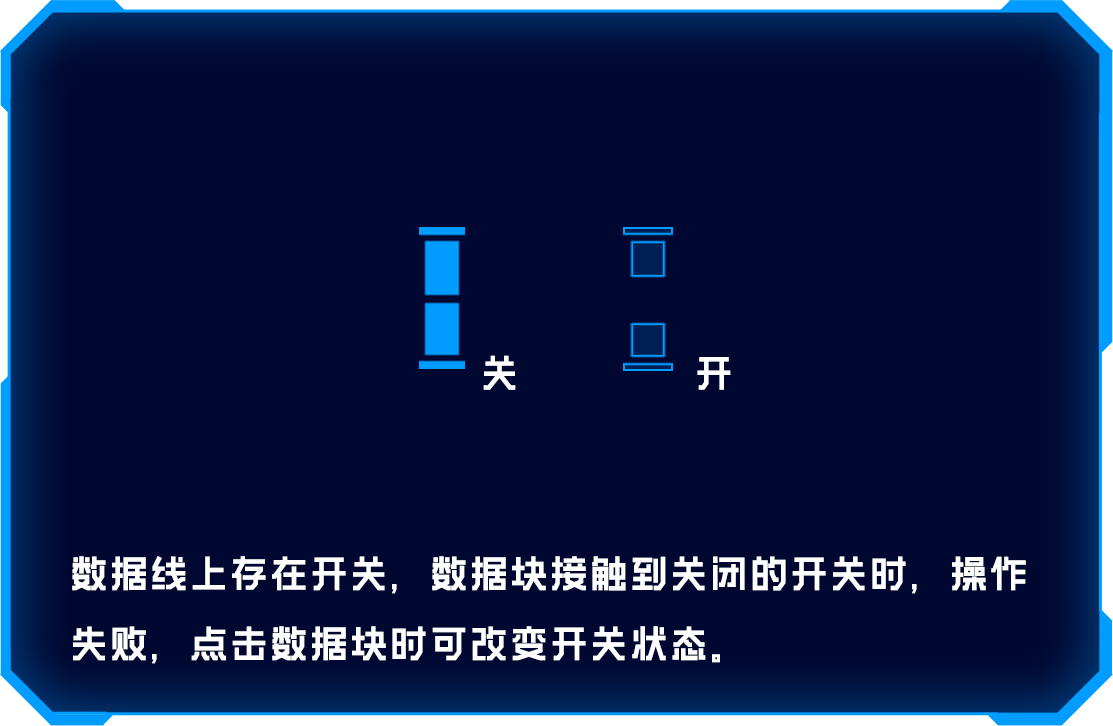 关
开
数据线上存在开关，数据块接触到关闭的开关时，操作
失败，点击数据块时可改变开关状态。